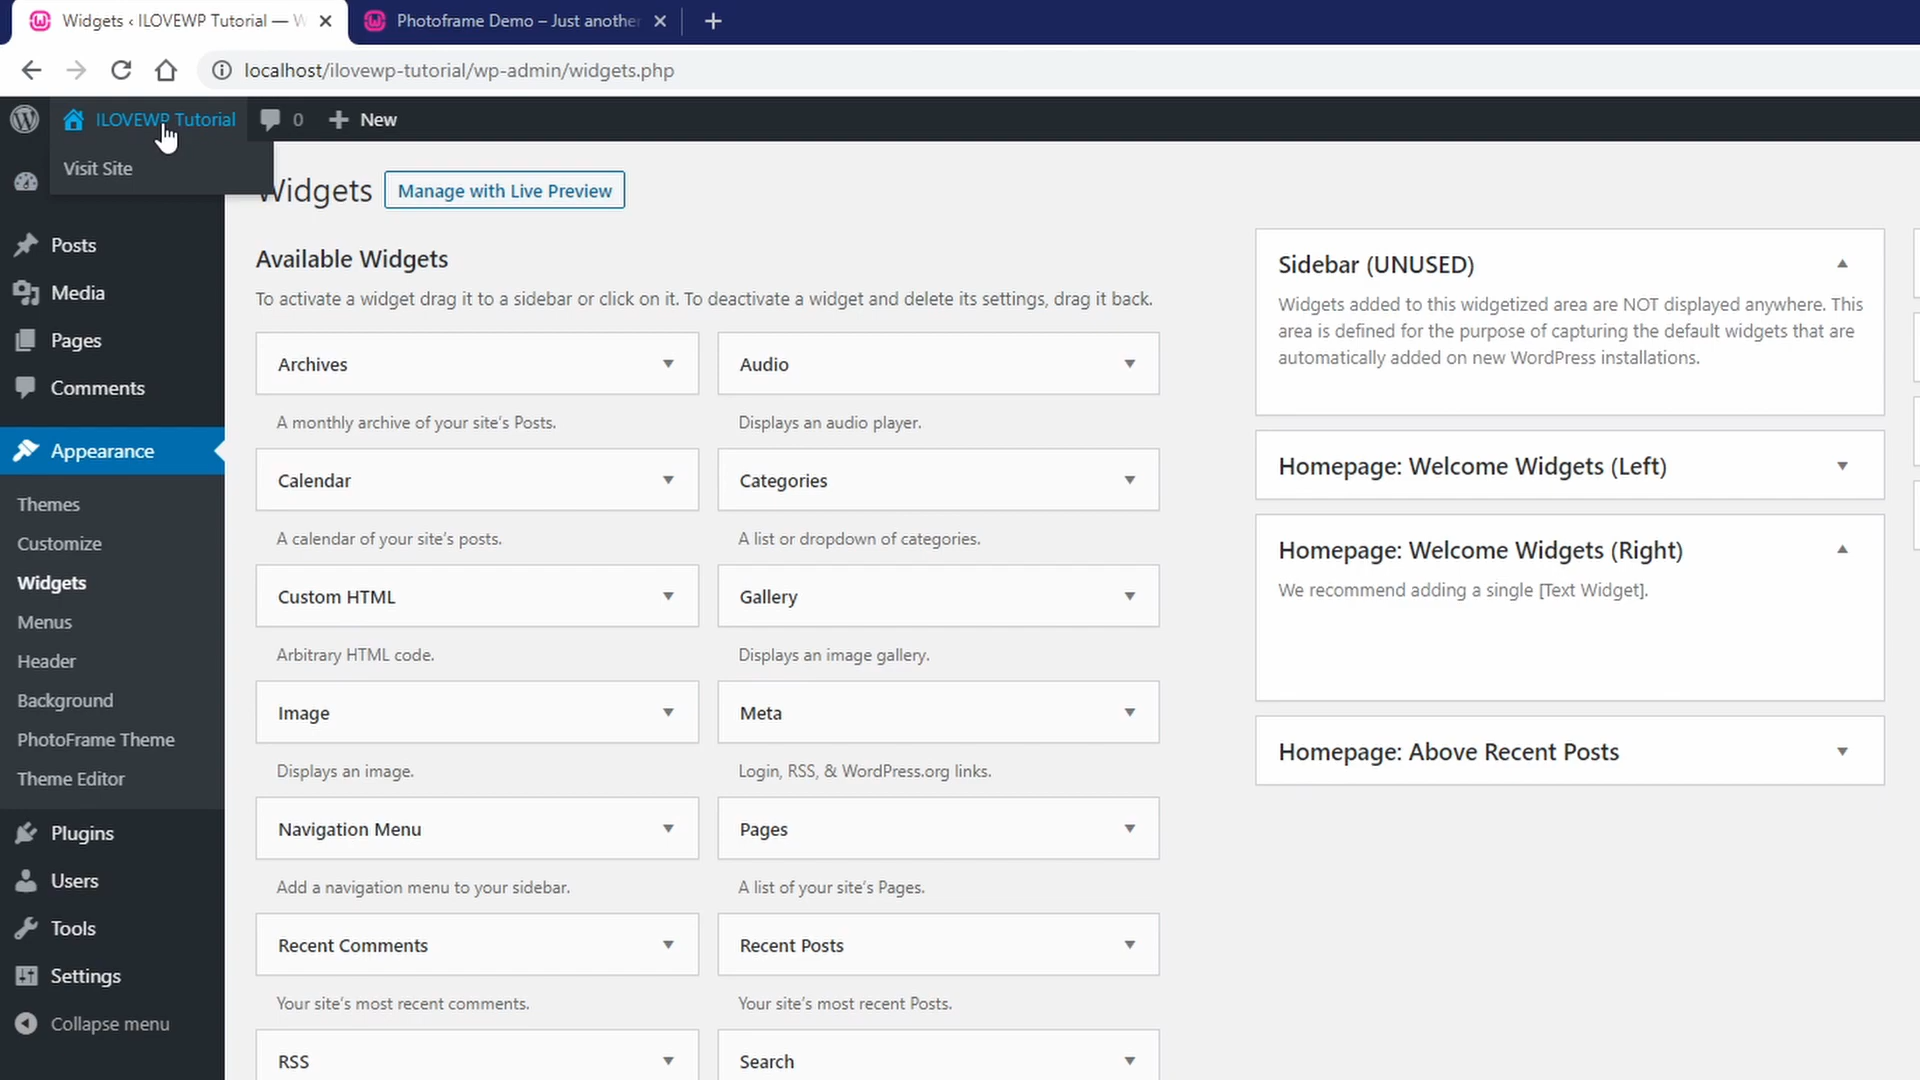 Widgets ‹ ILOVEWP Tutorial — W
Photoframe Demo – Just another
localhost/ilovewp-tutorial/wp-admin/widgets.php
ILOVEWP Tutorial
0
New
Visit Site
Posts
Media
Pages
Comments
Appearance
Themes
Customize
Widgets
Menus
Header
Background
PhotoFrame Theme
Theme Editor
Plugins
Users
Tools
Settings
Collapse menu
Widgets
Manage with Live Preview
Available Widgets
To activate a widget drag it to a sidebar or click on it. To deactivate a widget and delete its settings, drag it back.
Archives
A monthly archive of your site's Posts.
Audio
Displays an audio player.
Calendar
A calendar of your site's posts.
Categories
A list or dropdown of categories.
Custom HTML
Arbitrary HTML code.
Gallery
Displays an image gallery.
Image
Displays an image.
Meta
Login, RSS, & WordPress.org links.
Navigation Menu
Add a navigation menu to your sidebar.
Pages
A list of your site's Pages.
Recent Comments
Your site's most recent comments.
Recent Posts
Your site's most recent Posts.
RSS
Search
Sidebar (UNUSED)
Widgets added to this widgetized area are NOT displayed anywhere. This
area is defined for the purpose of capturing the default widgets that are
automatically added on new WordPress installations.
Homepage: Welcome Widgets (Left)
Homepage: Welcome Widgets (Right)
We recommend adding a single [Text Widget].
Homepage: Above Recent Posts